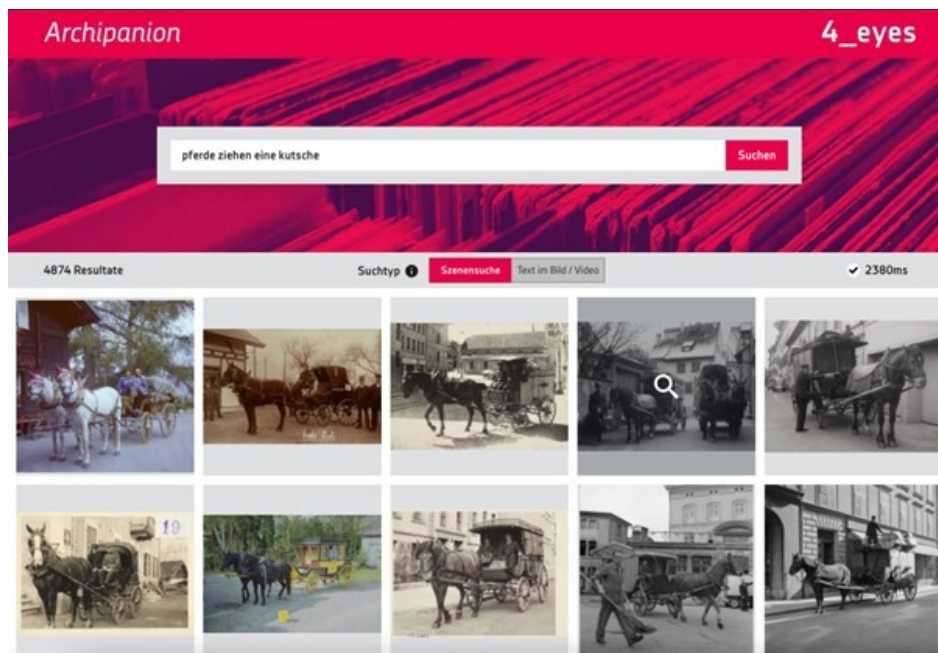 Archipanion
4_eyes
pferde ziehen eine kutsche
Suchen
4874 Resultate
Suchtyp
Szenensuche
Text im Bild / Video
2380ms
19